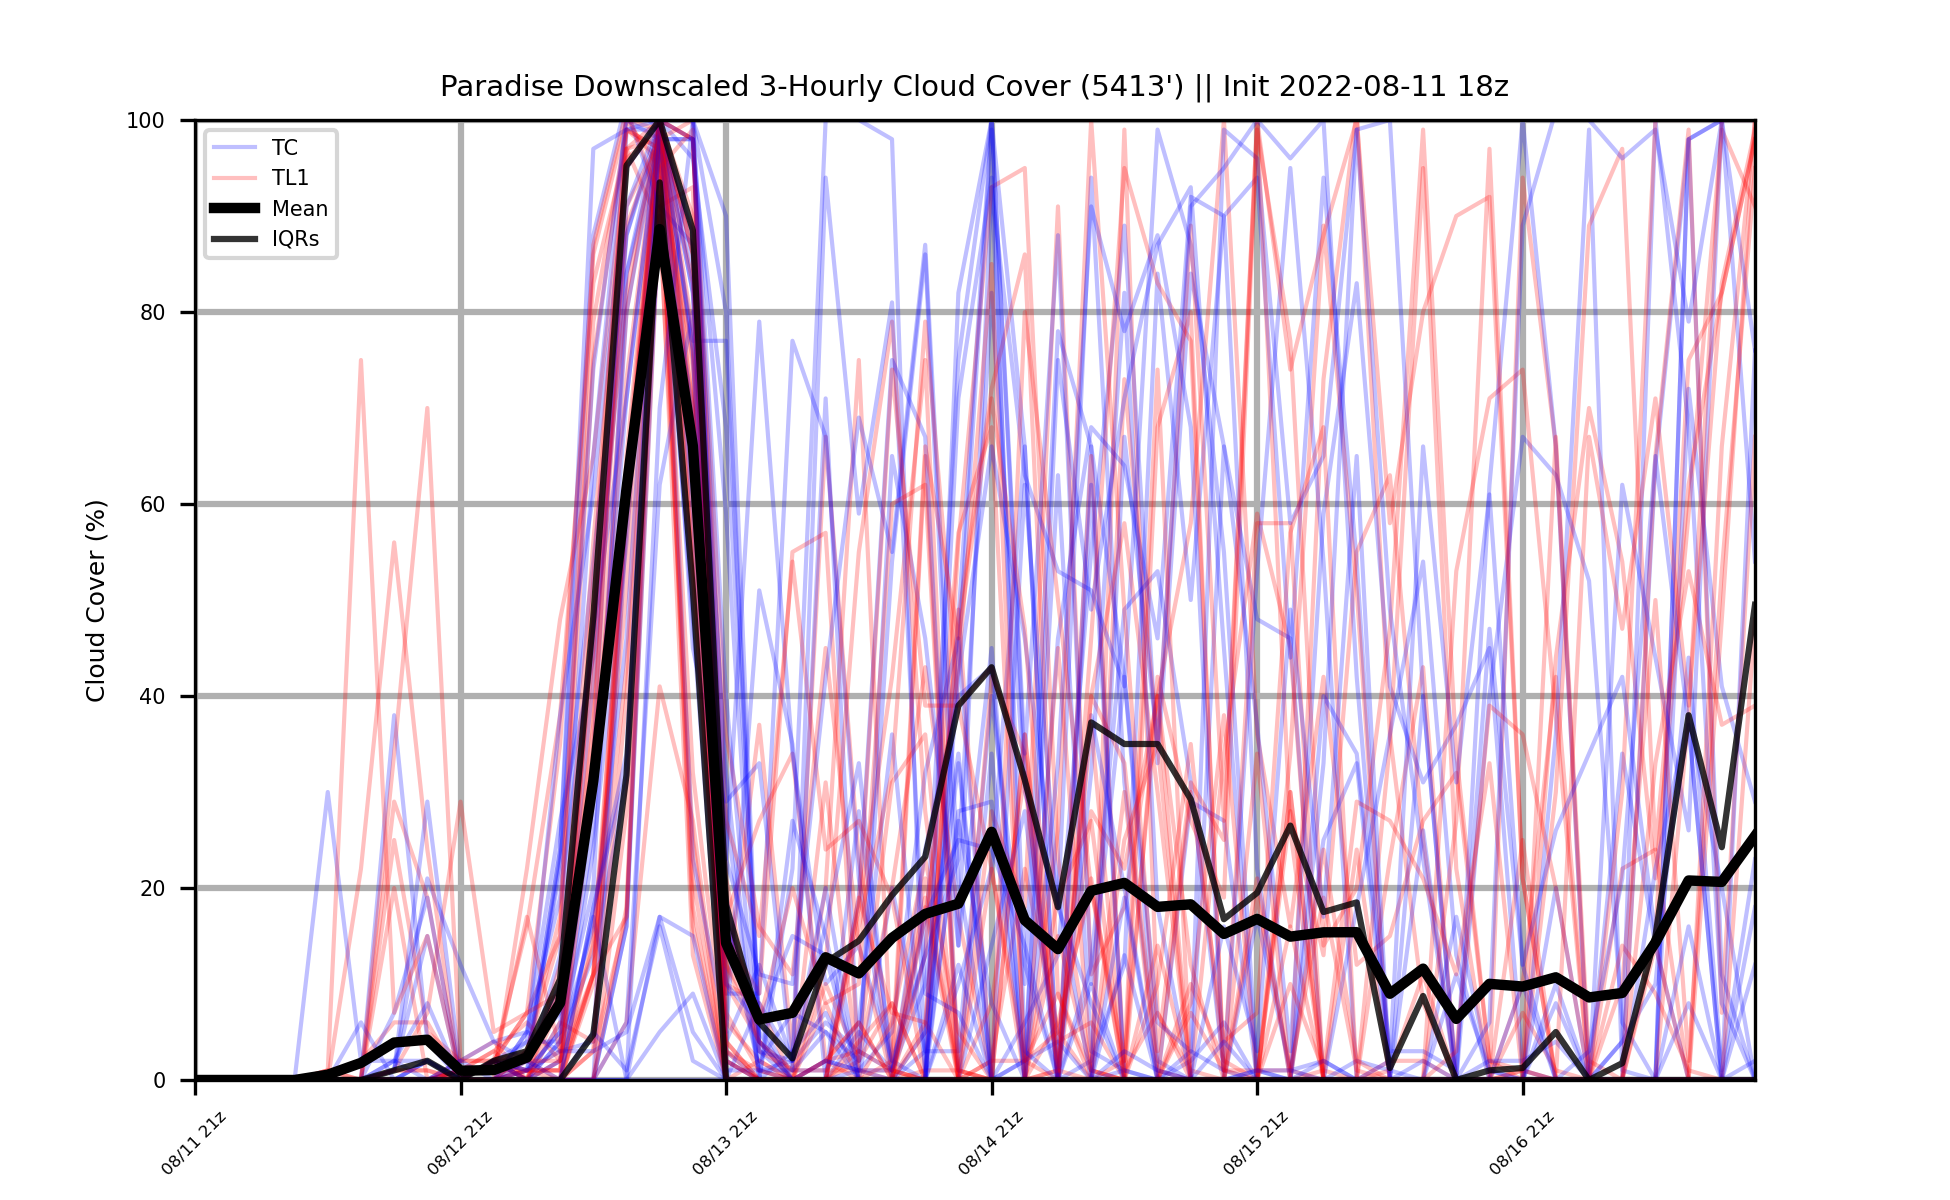 Paradise Downscaled 3-Hourly Cloud Cover (5413') || Init 2022-08-11 18z
100
80
60
40
20
0
Cloud Cover (%)
TC
TL1
Mean
IQRs
08/11 21z
08/12 21z
08/13 21z
08/14 21z
08/15 21z
08/16 21z